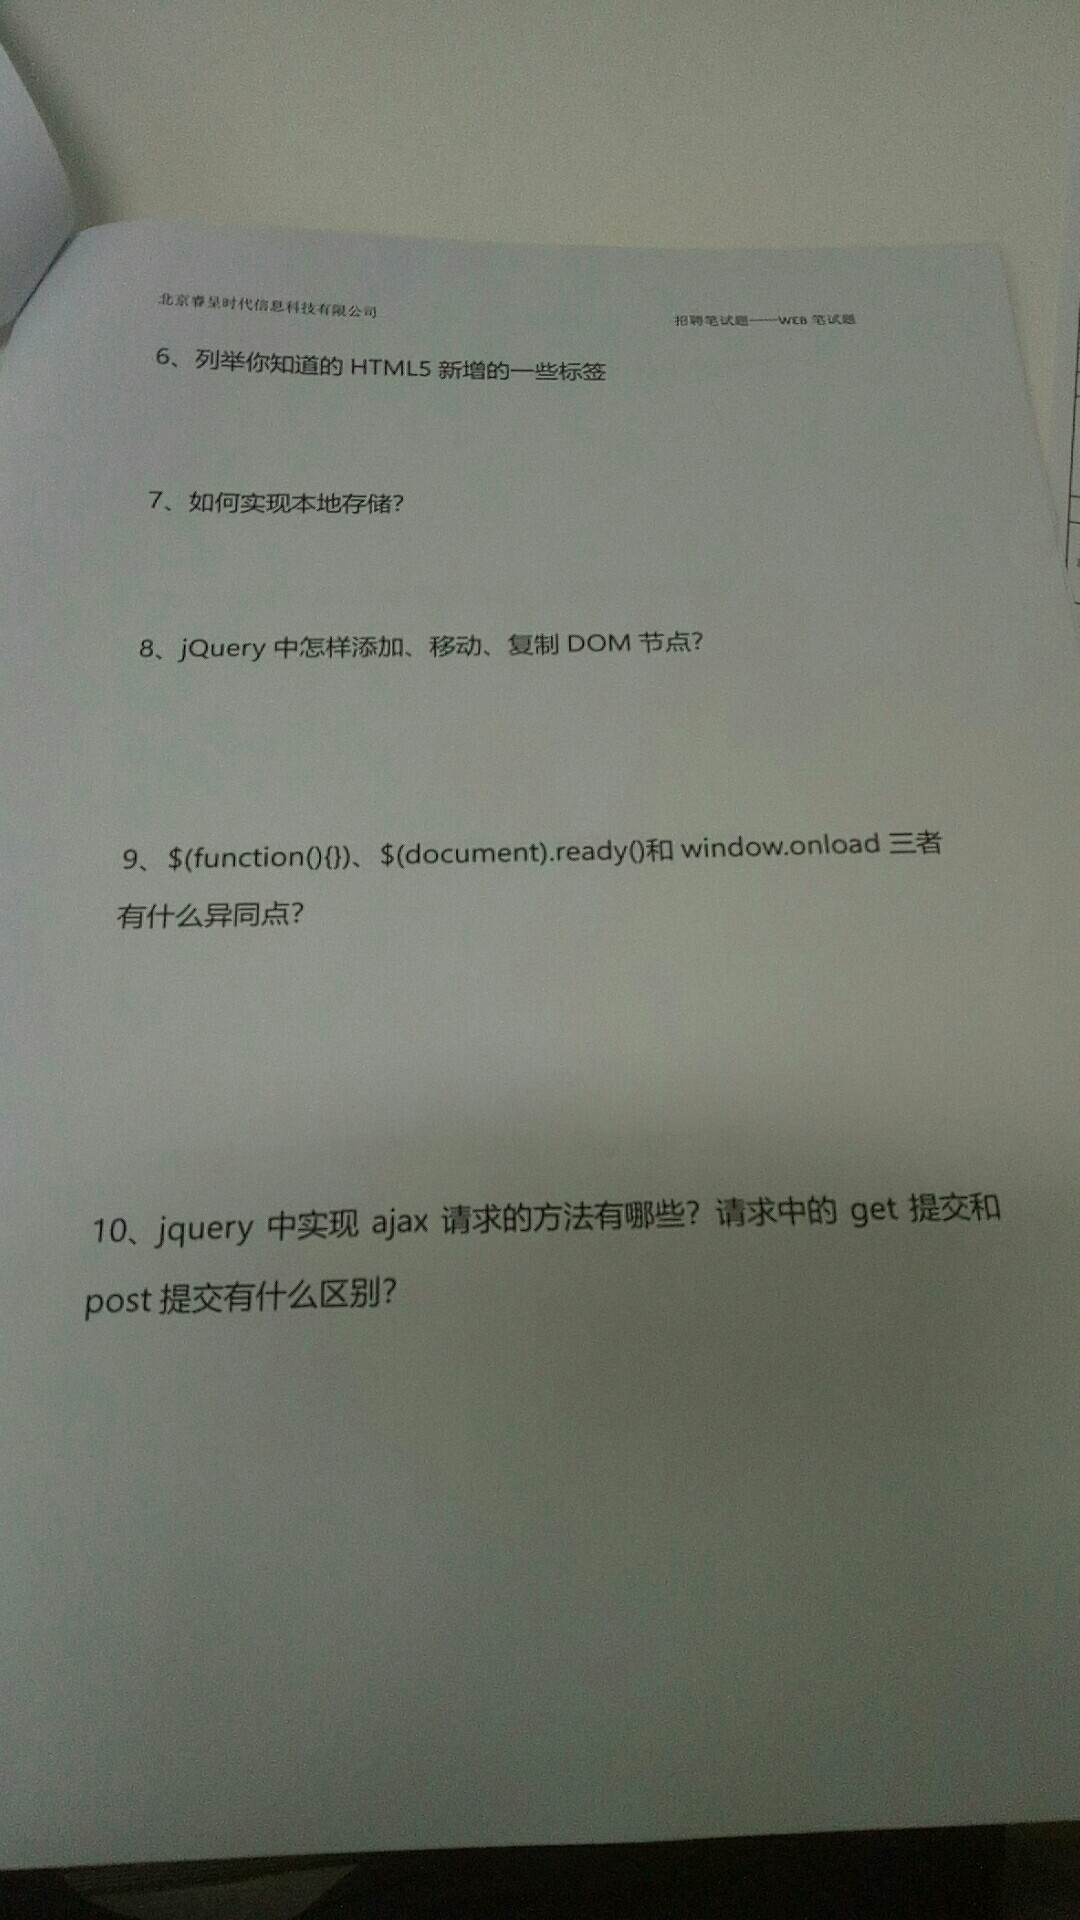 北京睿呈时代信息科技有限公司
招聘笔试题——WEB 笔试题
6、列举你知道的 HTML5 新增的一些标签
7、如何实现本地存储?
8、jQuery 中怎样添加、移动、复制 DOM 节点?
9、$(function(){})、$(document).ready()和 window.onload 三者
有什么异同点?
10、jquery 中实现 ajax 请求的方法有哪些? 请求中的 get 提交和
post 提交有什么区别?